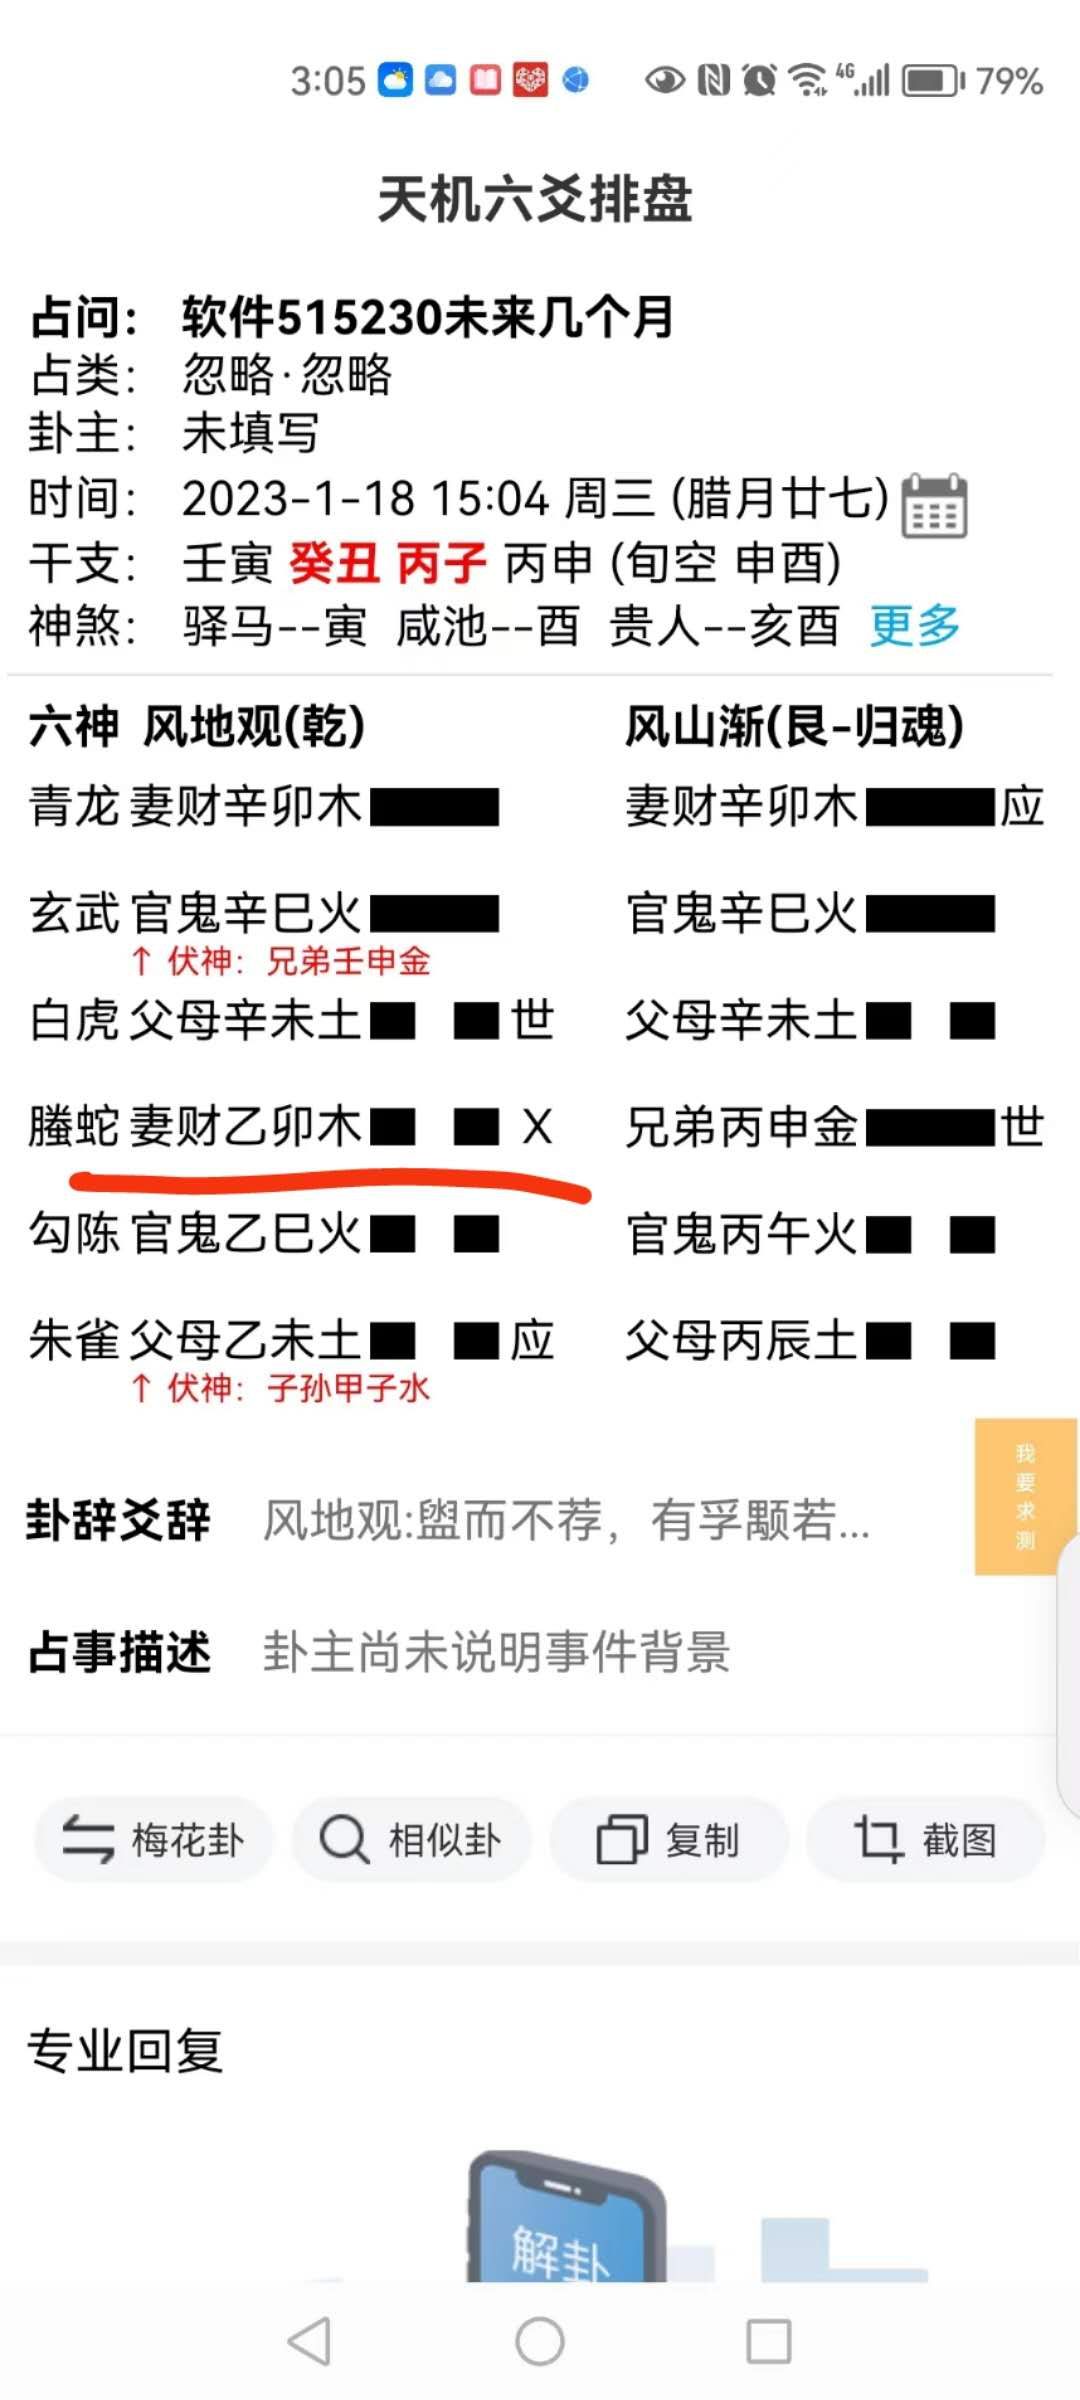 3:05 4G 79%
天机六爻排盘
占问： 软件515230未来几个月
占类： 忽略·忽略
卦主： 未填写
时间： 2023-1-18 15:04 周三 (腊月廿七)
干支： 壬寅 癸丑 丙子 丙申 (旬空 申酉)
神煞： 驿马--寅 咸池--酉 贵人--亥酉 更多
六神 风地观(乾) 风山渐(艮-归魂)
青龙 妻财辛卯木 妻财辛卯木 应
玄武 官鬼辛巳火 官鬼辛巳火
↑ 伏神：兄弟壬申金
白虎 父母辛未土 世 父母辛未土
螣蛇 妻财乙卯木 X 兄弟丙申金 世
勾陈 官鬼乙巳火 官鬼丙午火
朱雀 父母乙未土 应 父母丙辰土
↑ 伏神：子孙甲子水
我要求测
卦辞爻辞 风地观:盥而不荐，有孚颙若...
占事描述 卦主尚未说明事件背景
梅花卦 相似卦 复制 截图
专业回复
解卦